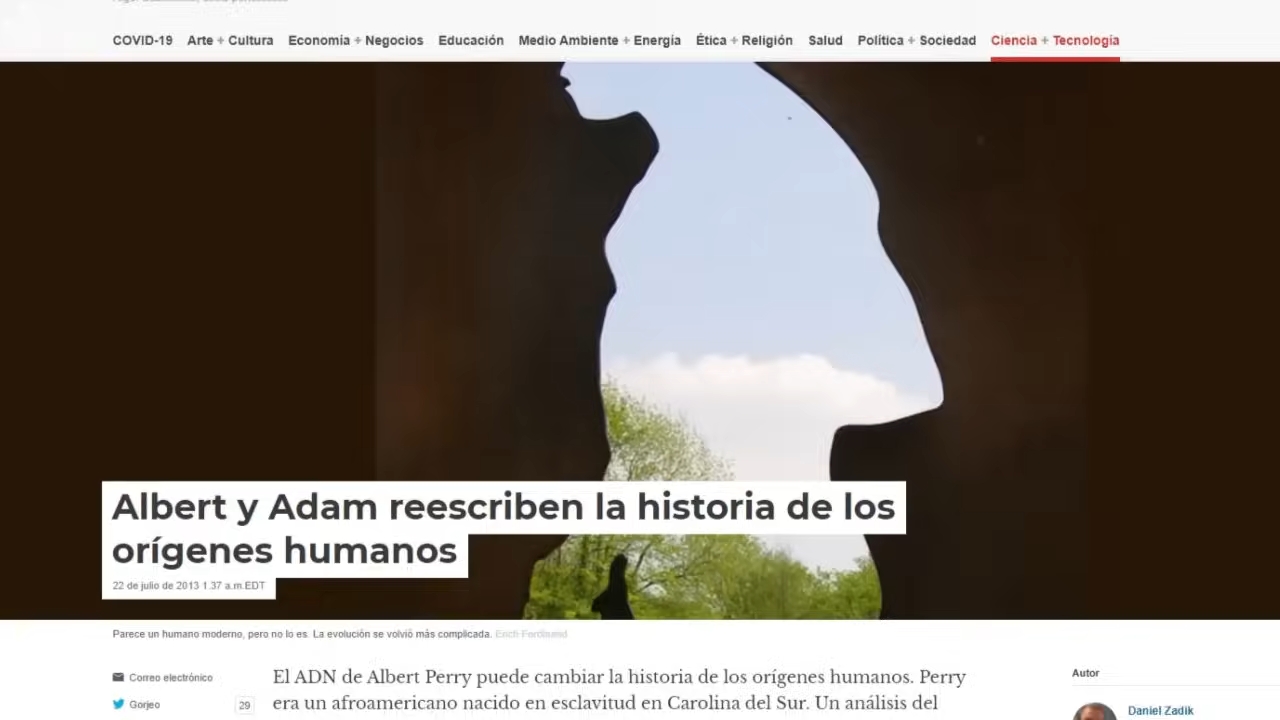 COVID-19 Arte + Cultura Economía + Negocios Educación Medio Ambiente + Energía Ética + Religión Salud Política + Sociedad Ciencia + Tecnología
Albert y Adam reescriben la historia de los
orígenes humanos
22 de julio de 2013 1.37 a.m.EDT
Parece un humano moderno, pero no lo es. La evolución se volvió más complicada. Erich Ferdinand
Correo electrónico
Gorjeo 29
El ADN de Albert Perry puede cambiar la historia de los orígenes humanos. Perry
era un afroamericano nacido en esclavitud en Carolina del Sur. Un análisis del
Autor
Daniel Zadik